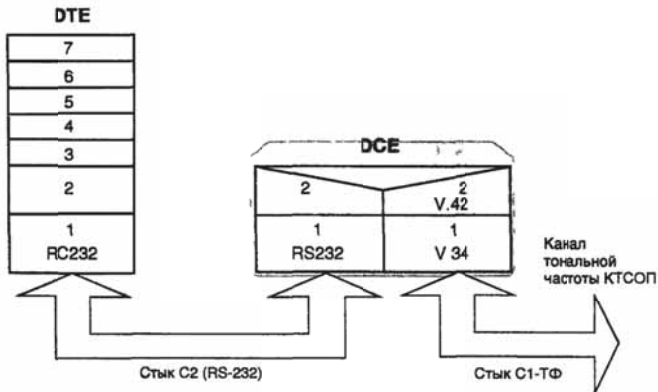 DTE
7
6
5
4
3
2
1
RC232
DCE
2
2
V.42
1
RS232
1
V 34
Канал
тональной
частоты КТСОП
Стык С2 (RS-232)
Стык С1-ТФ